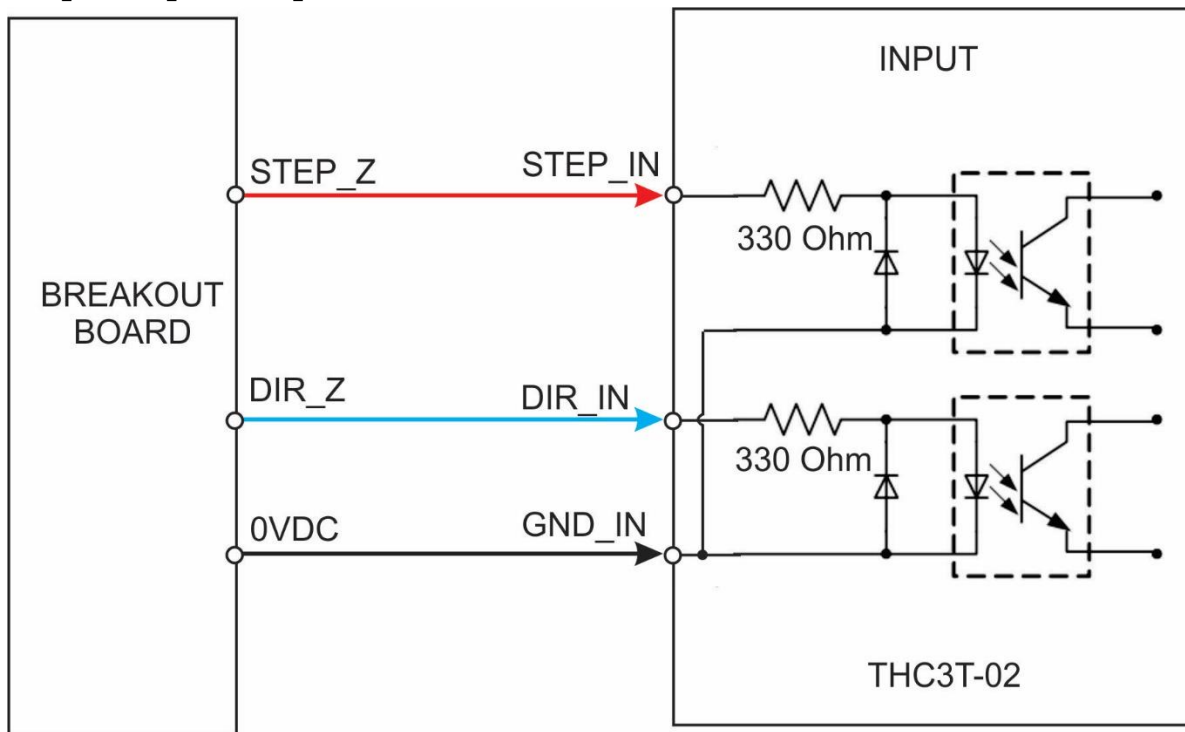 INPUT
STEP_Z
STEP_IN
330 Ohm
BREAKOUT
BOARD
DIR_Z
DIR_IN
330 Ohm
0VDC
GND_IN
THC3T-02